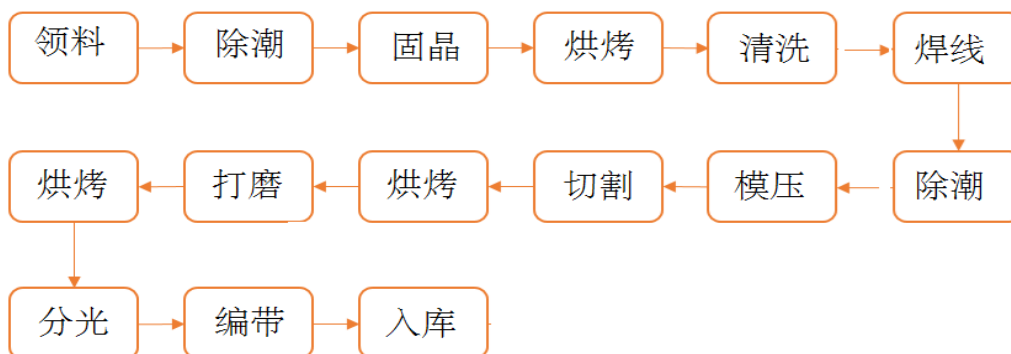 领料 除潮 固晶 烘烤 清洗 焊线
烘烤 打磨 烘烤 切割 模压 除潮
分光 编带 入库